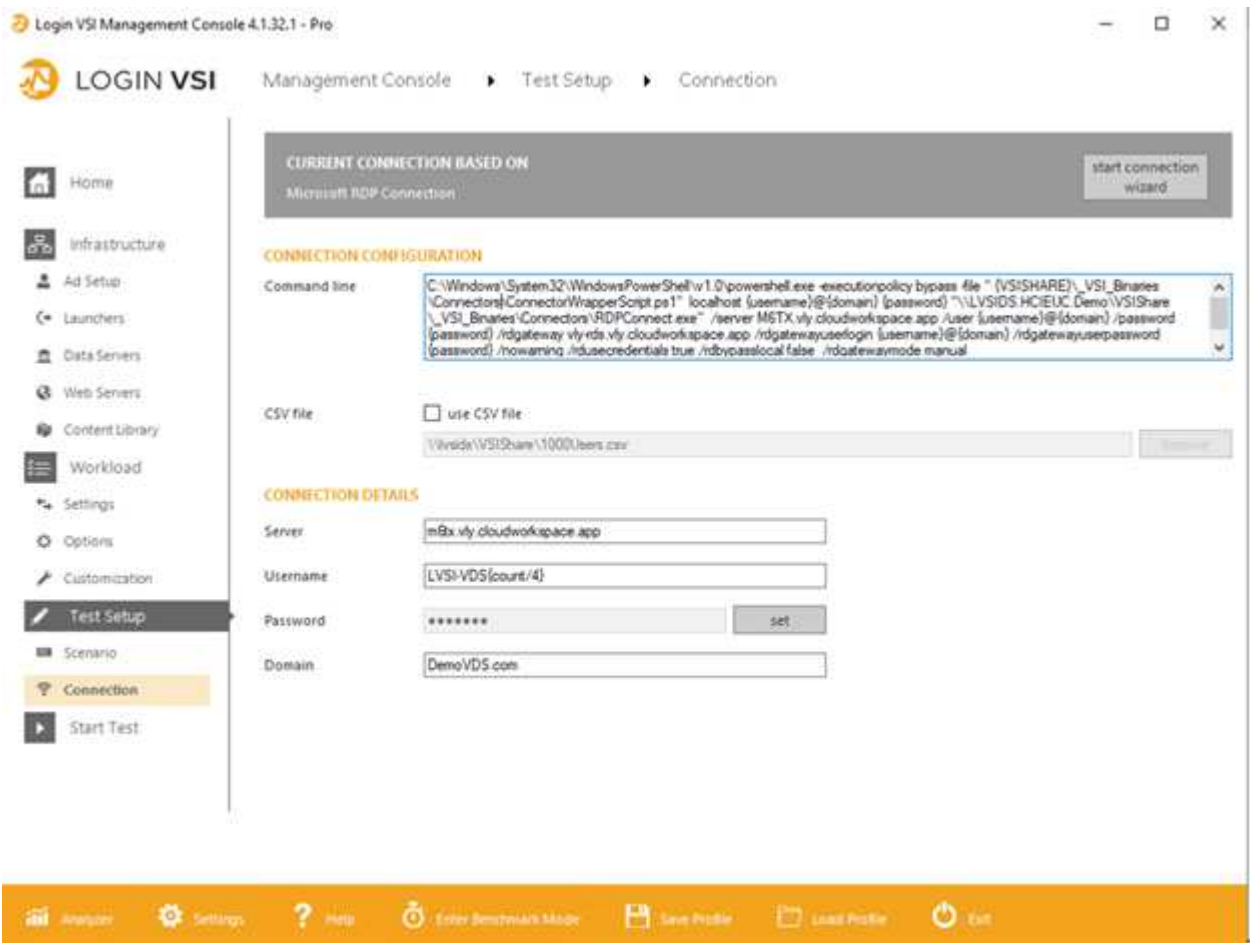 Login VSI Management Console 4.1.32.1 - Pro
LOGIN VSI
Management Console
Test Setup
Connection
CURRENT CONNECTION BASED ON
Microsoft RDP Connection
start connection
wizard
Home
Infrastructure
Ad Setup
Launchers
Data Servers
Web Servers
Content Library
Workload
Settings
Options
Customization
Test Setup
Scenario
Connection
Start Test
CONNECTION CONFIGURATION
Command line
C:\Windows\System32\WindowsPowerShell\v1.0\powershell.exe -executionpolicy bypass -file " {VSISHARE}\_VSI_Binaries
\Connectors\ConnectorWrapperScript.ps1" localhost {username}@{domain} {password} "\\LVSIDS.HCIEUC.Demo\VSIShare
\_VSI_Binaries\Connectors\RDPConnect.exe" /server M6TX.vly.cloudworkspace.app /user {username}@{domain} /password
{password} /rdgateway vly-rds.vly.cloudworkspace.app /rdgatewayuserlogin {username}@{domain} /rdgatewayuserpassword
{password} /nowarning /rdusecredentials true /rdbypasslocal false /rdgatewaymode manual
CSV file
use CSV file
\\lvsids\VSIShare\1000Users.csv
CONNECTION DETAILS
Server
.vly.cloudworkspace.app
Username
LVSI-VDS{count/4}
Password
*******
set
Domain
DemoVDS.com
Analyzer
Settings
Help
Enter Benchmark Mode
Save Profile
Load Profile
Exit